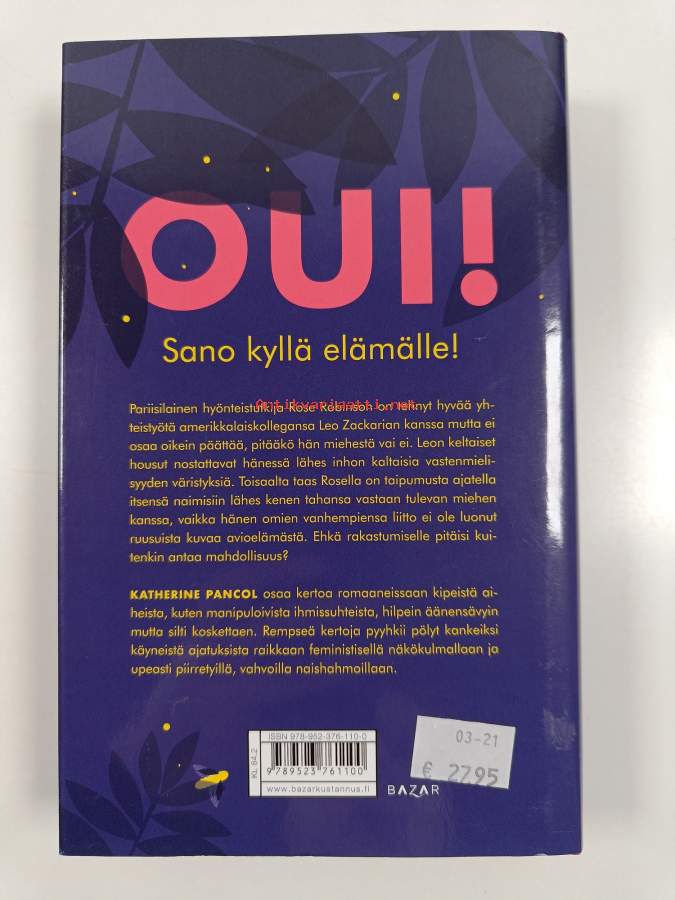 OUI!
Sano kyllä elämälle!
Antikvariaatti.net
Pariisilainen hyönteistutkija Rose Robinson on tehnyt hyvää yh-
teistyötä amerikkalaiskollegansa Leo Zackarian kanssa mutta ei
osaa oikein päättää, pitääkö hän miehestä vai ei. Leon keltaiset
housut nostattavat hänessä lähes inhon kaltaisia vastenmieli-
syyden väristyksiä. Toisaalta taas Rosella on taipumusta ajatella
itsensä naimisiin lähes kenen tahansa vastaan tulevan miehen
kanssa, vaikka hänen omien vanhempiensa liitto ei ole luonut
ruusuista kuvaa avioelämästä. Ehkä rakastumiselle pitäisi kui-
tenkin antaa mahdollisuus?
KATHERINE PANCOL osaa kertoa romaaneissaan kipeistä ai-
heista, kuten manipuloivista ihmissuhteista, hilpein äänensävyin
mutta silti koskettaen. Rempseä kertoja pyyhkii pölyt kankeiksi
käyneistä ajatuksista raikkaan feministisellä näkökulmallaan ja
upeasti piirretyillä, vahvoilla naishahmoillaan.
ISBN 978-952-376-110-0
KL 84.2
9789523761100
www.bazarkustannus.fi
BAZAR
03-21
€ 27.95